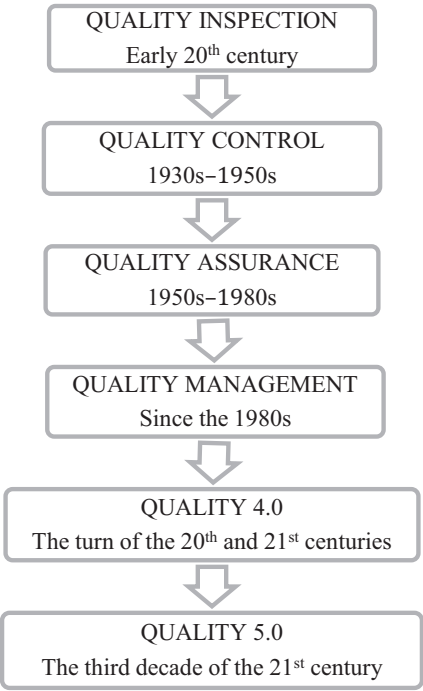 QUALITY INSPECTION
Early 20th century
QUALITY CONTROL
1930s–1950s
QUALITY ASSURANCE
1950s–1980s
QUALITY MANAGEMENT
Since the 1980s
QUALITY 4.0
The turn of the 20th and 21st centuries
QUALITY 5.0
The third decade of the 21st century